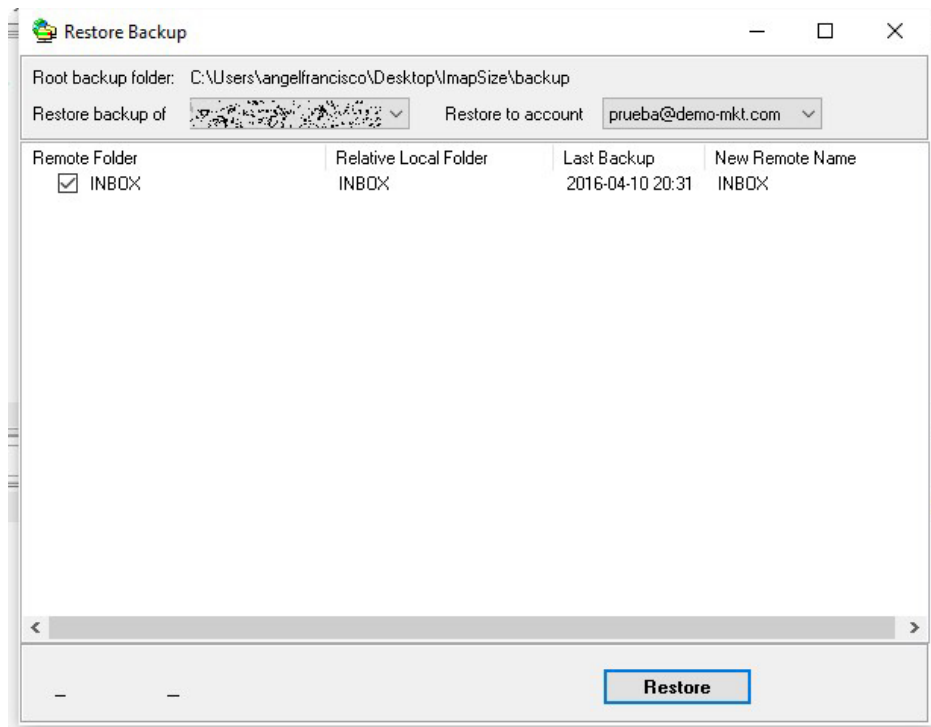 Restore Backup
Root backup folder: C:\Users\angelfrancisco\Desktop\ImapSize\backup
Restore backup of Restore to account prueba@demo-mkt.com
Remote Folder Relative Local Folder Last Backup New Remote Name
INBOX INBOX 2016-04-10 20:31 INBOX
Restore